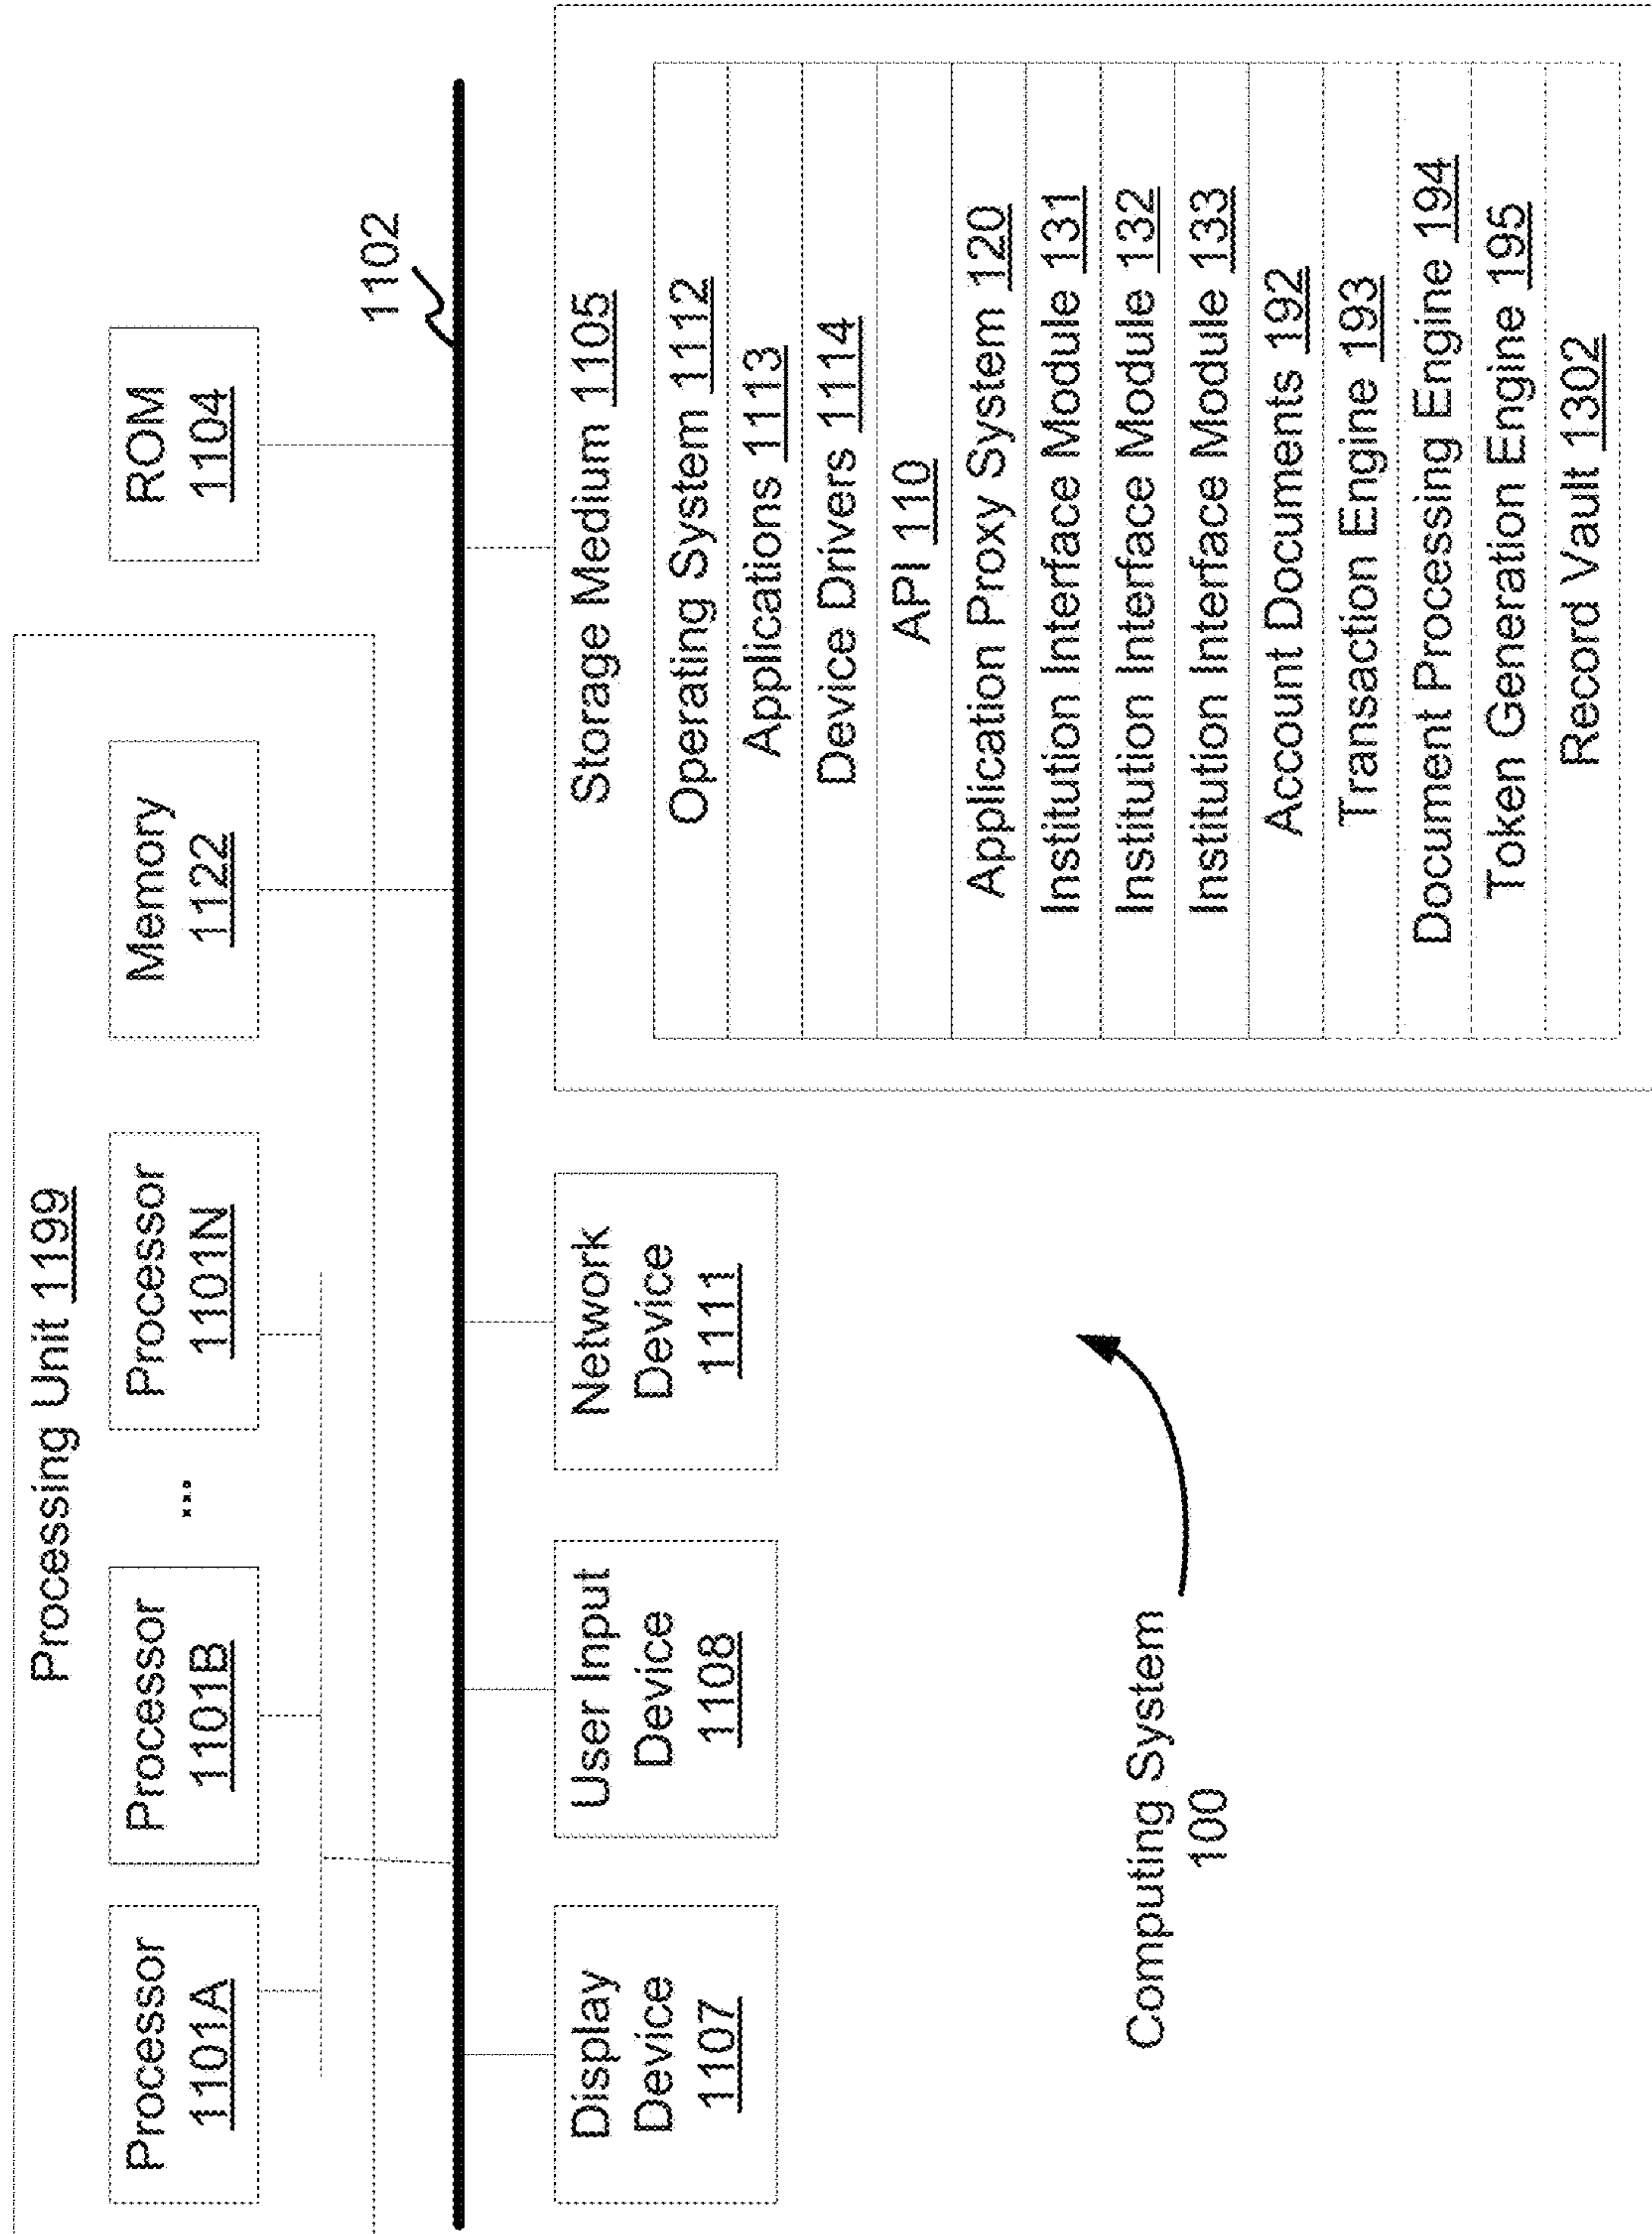 Processing Unit 1199
Processor
1101A
Processor
1101B
...
Processor
1101N
Memory
1122
ROM
1104
1102
Display
Device
1107
User Input
Device
1108
Network
Device
1111
Storage Medium 1105
Operating System 1112
Applications 1113
Device Drivers 1114
API 110
Application Proxy System 120
Institution Interface Module 131
Institution Interface Module 132
Institution Interface Module 133
Account Documents 192
Transaction Engine 193
Document Processing Engine 194
Token Generation Engine 195
Record Vault 1302
Computing System
100